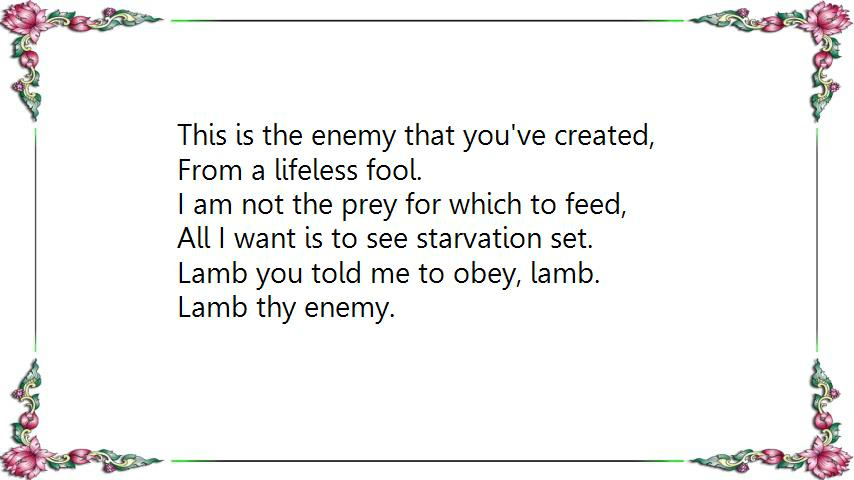 This is the enemy that you've created,
From a lifeless fool.
I am not the prey for which to feed,
All I want is to see starvation set.
Lamb you told me to obey, lamb.
Lamb thy enemy.